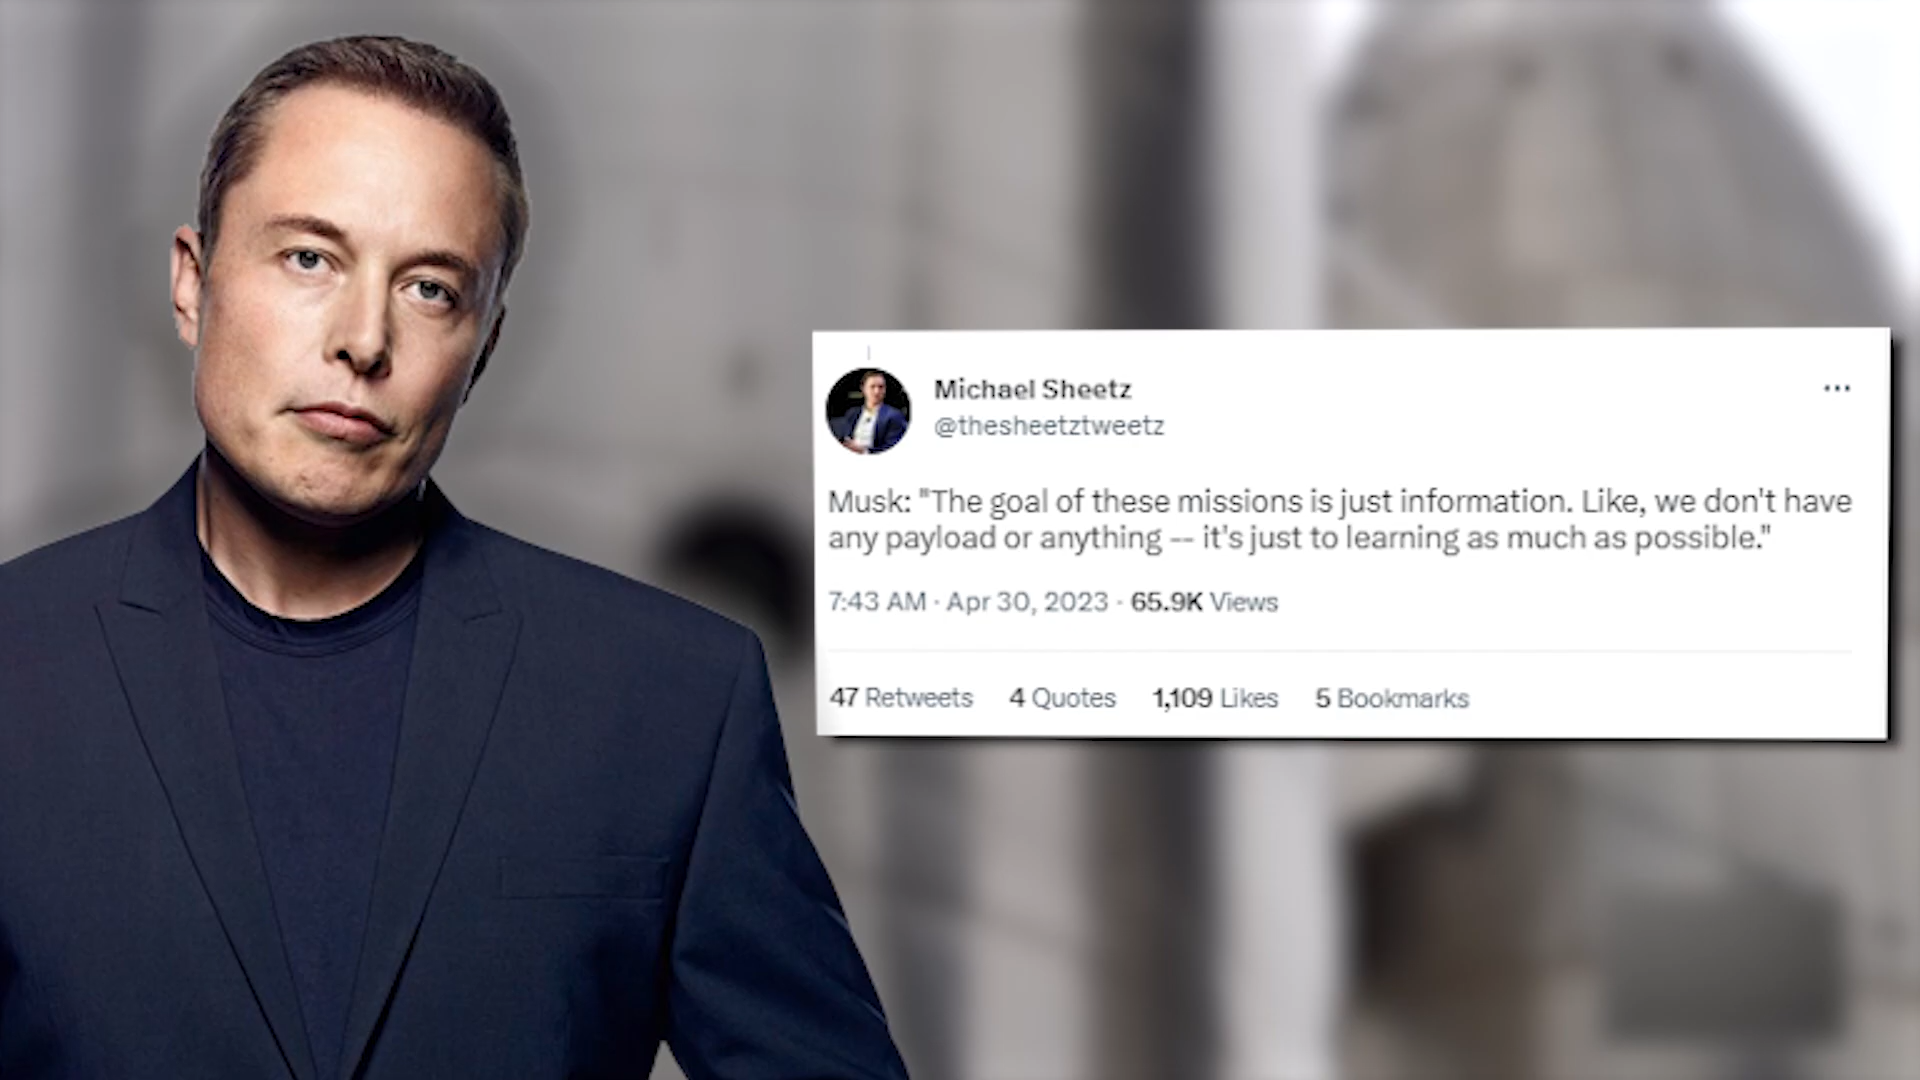 Michael Sheetz
...
@thesheetztweetz
Musk: "The goal of these missions is just information. Like, we don't have
any payload or anything -- it's just to learning as much as possible."
7:43 AM · Apr 30, 2023 · 65.9K Views
47 Retweets 4 Quotes 1,109 Likes 5 Bookmarks